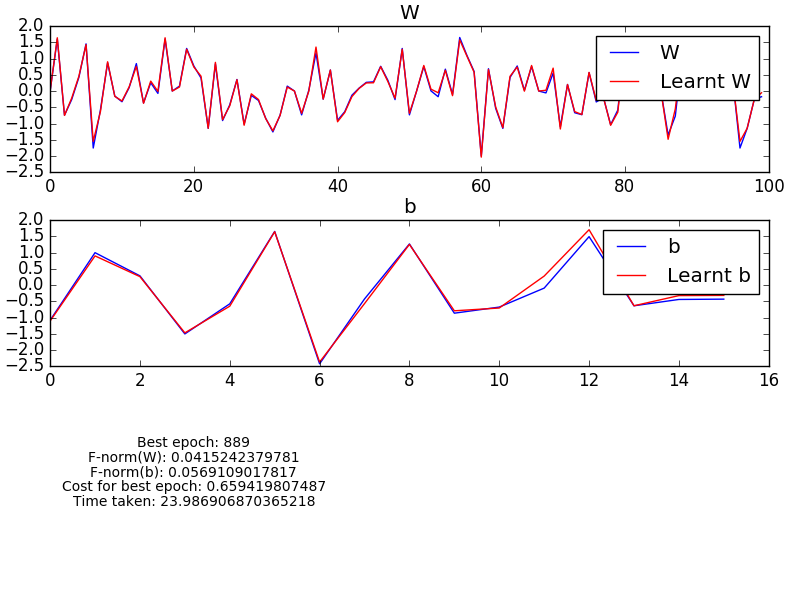 W
2.0
1.5
1.0
0.5
0.0
−0.5
−1.0
−1.5
−2.0
−2.5
0 20 40 60 80 100
W
Learnt W
b
2.0
1.5
1.0
0.5
0.0
−0.5
−1.0
−1.5
−2.0
−2.5
0 2 4 6 8 10 12 14 16
b
Learnt b
Best epoch: 889
F-norm(W): 0.0415242379781
F-norm(b): 0.0569109017817
Cost for best epoch: 0.659419807487
Time taken: 23.986906870365218